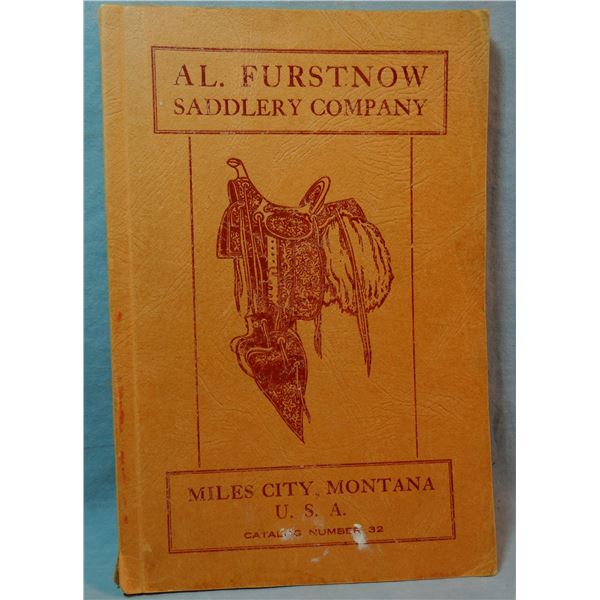 AL. FURSTNOW
SADDLERY COMPANY
MILES CITY, MONTANA
U. S. A.
CATALOG NUMBER 32